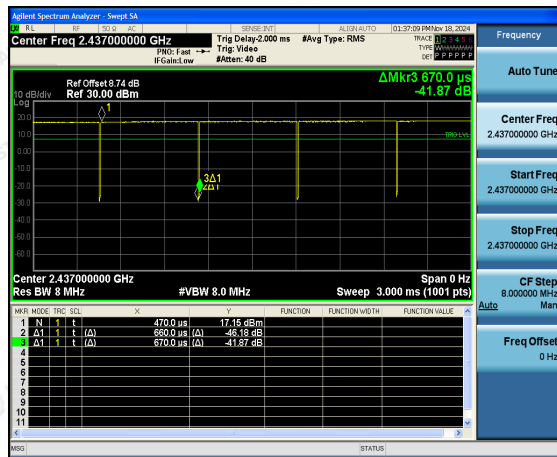 Agilent Spectrum Analyzer - Swept SA
LXI RL RF 50 Ω AC SENSE:INT ALIGN AUTO 01:37:09 PM Nov 18, 2024
Center Freq 2.437000000 GHz Trig Delay-2.000 ms #Avg Type: RMS TRACE 1 2 3 4 5 6
PNO: Fast Trig: Video TYPE WWWWWW
IFGain:Low #Atten: 40 dB DET P P P P P P
Frequency
Auto Tune
Ref Offset 8.74 dB ΔMkr3 670.0 µs
10 dB/div Ref 30.00 dBm -41.87 dB
Log
20.0
10.0
0.00
-10.0
-20.0
-30.0
-40.0
-50.0
-60.0
1
TRIG LVL
3Δ1
2Δ1
Center 2.437000000 GHz Span 0 Hz
Res BW 8 MHz #VBW 8.0 MHz Sweep 3.000 ms (1001 pts)
Center Freq
2.437000000 GHz
Start Freq
2.437000000 GHz
Stop Freq
2.437000000 GHz
CF Step
8.000000 MHz
Auto Man
Freq Offset
0 Hz
MKR MODE TRC SCL X Y FUNCTION FUNCTION WIDTH FUNCTION VALUE
1 N 1 t 470.0 µs 17.15 dBm
2 Δ1 1 t (Δ) 660.0 µs (Δ) -46.18 dB
3 Δ1 1 t (Δ) 670.0 µs (Δ) -41.87 dB
4
5
6
7
8
9
10
11
MSG STATUS